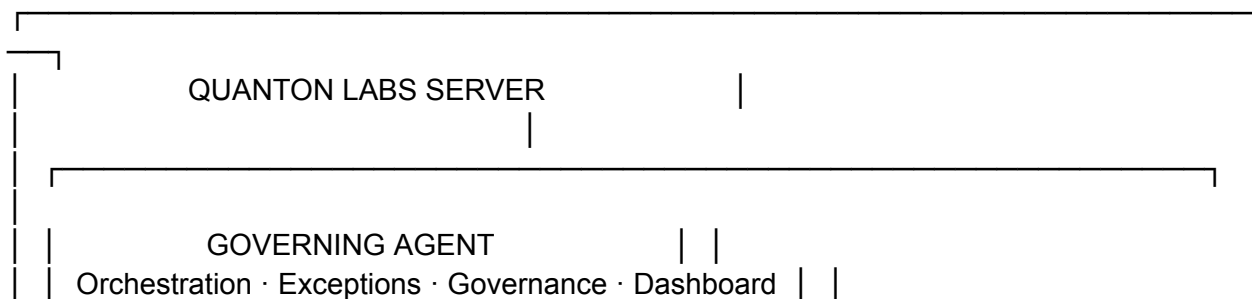 QUANTON LABS SERVER
GOVERNING AGENT
Orchestration · Exceptions · Governance · Dashboard